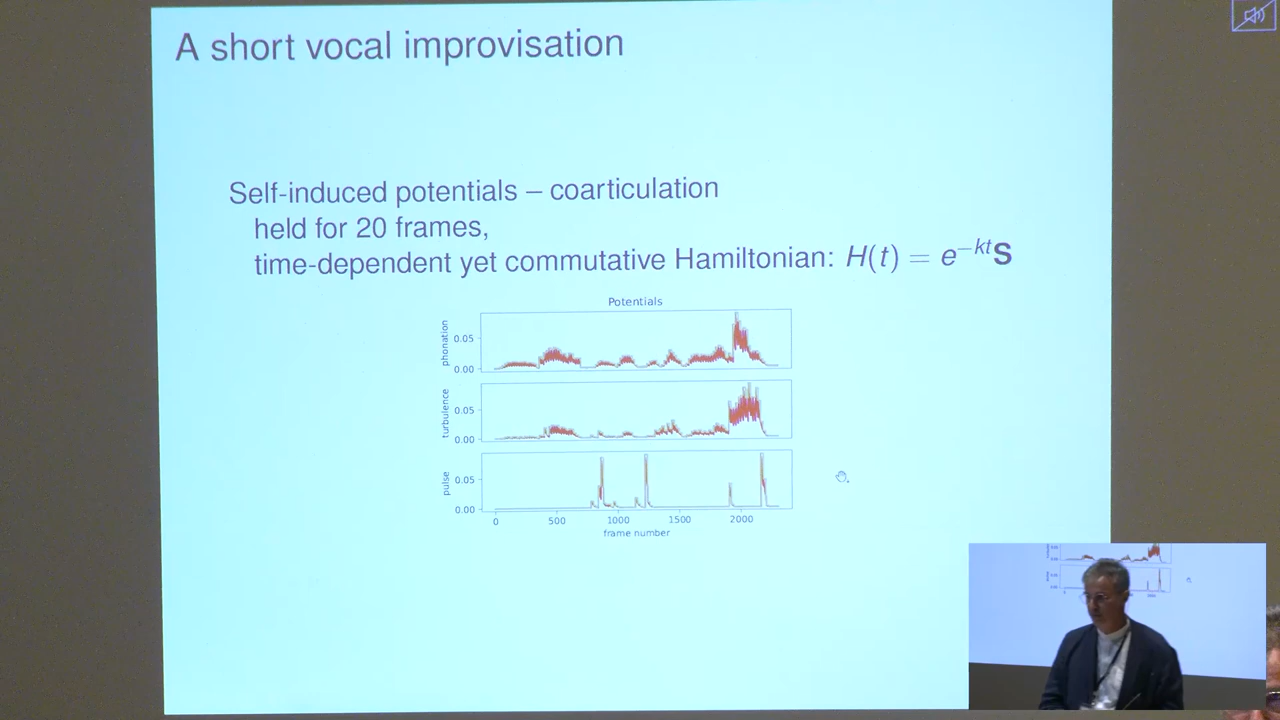 A short vocal improvisation
Self-induced potentials – coarticulation
held for 20 frames,
time-dependent yet commutative Hamiltonian: H(t) = e^{-kt}S
Potentials
phonation
0.05
0.00
turbulence
0.05
0.00
pulse
0.05
0.00
0 500 1000 1500 2000
frame number